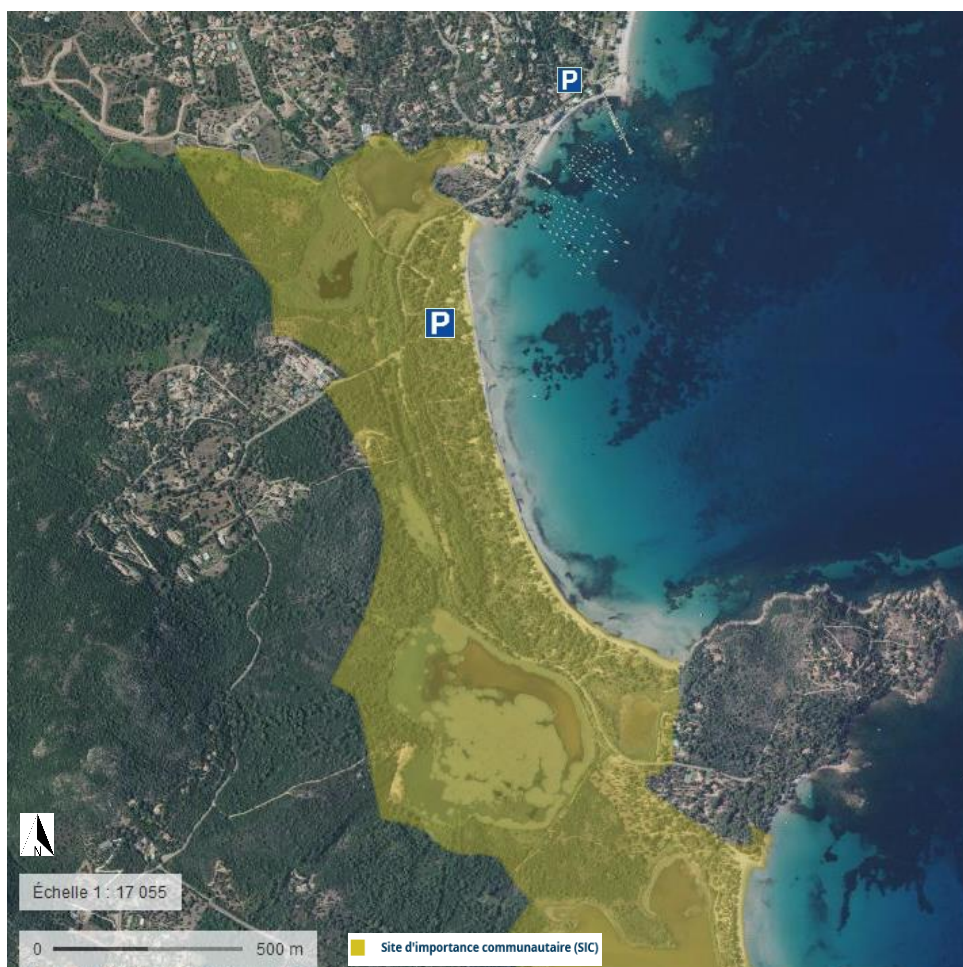 P
P
N
Échelle 1 : 17 055
0 500 m
Site d'importance communautaire (SIC)